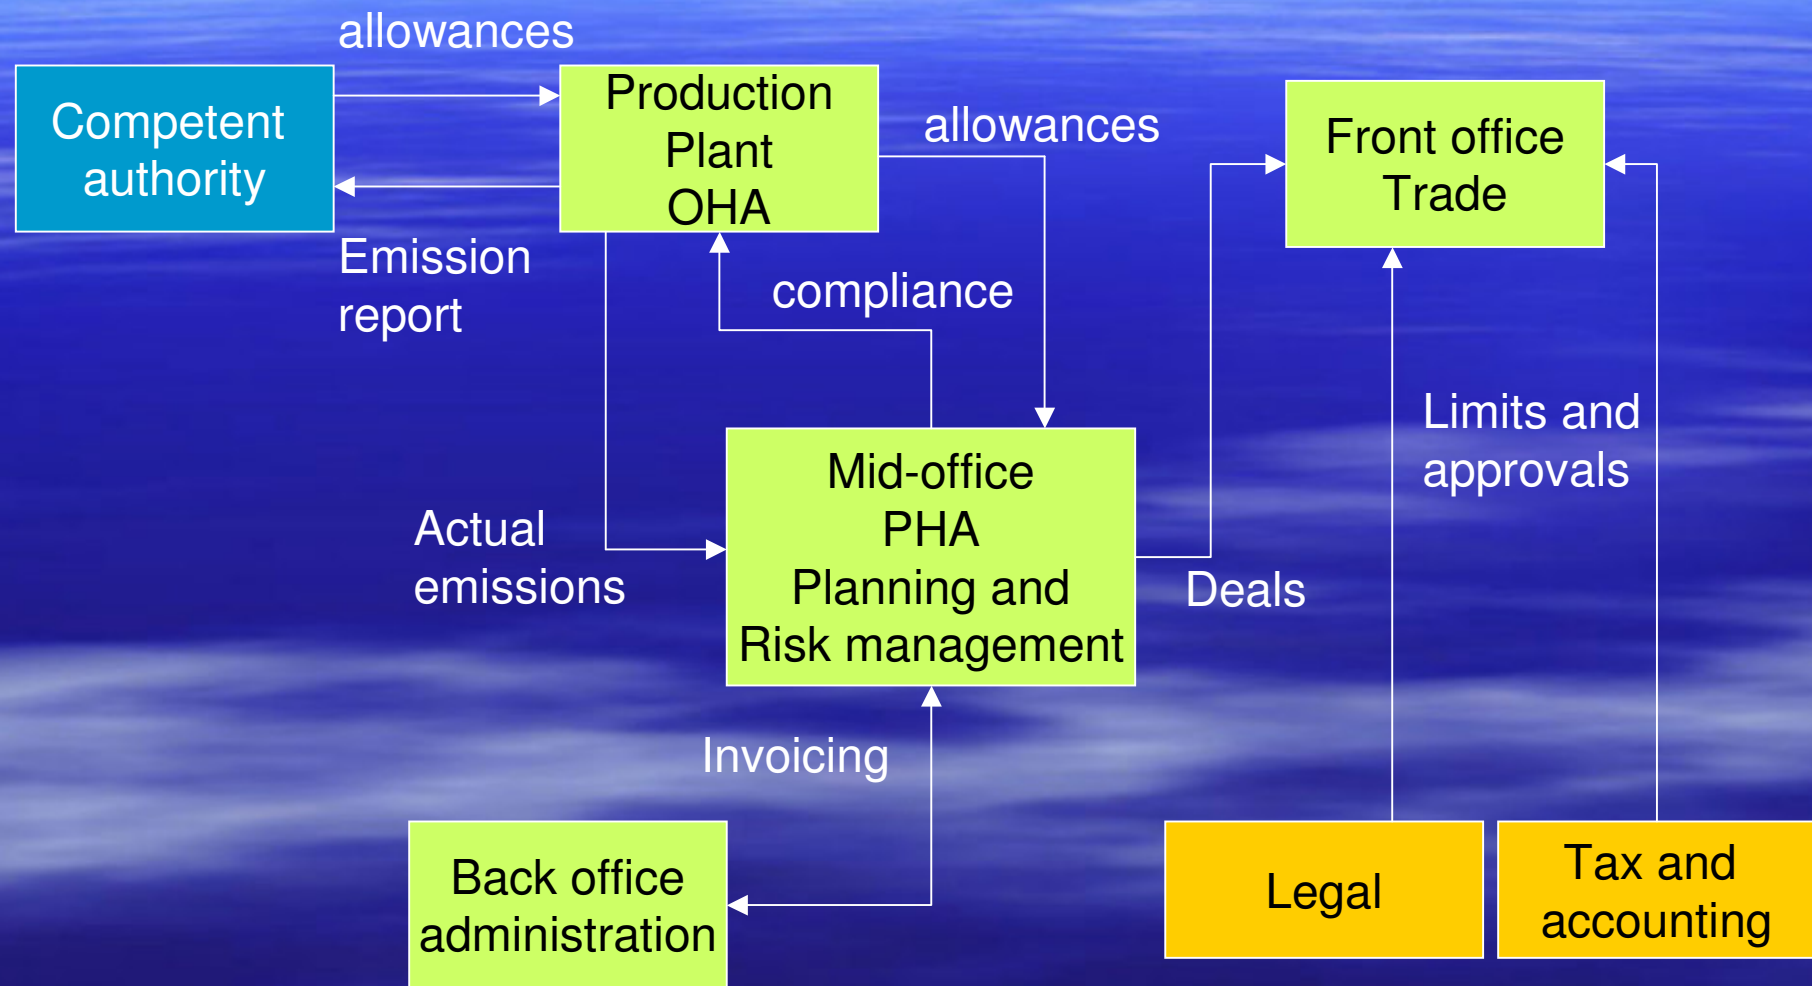 allowances
Competent
authority
Production
Plant
OHA
allowances
Front office
Trade
Emission
report
compliance
Limits and
approvals
Mid-office
PHA
Planning and
Risk management
Actual
emissions
Deals
Invoicing
Back office
administration
Legal
Tax and
accounting